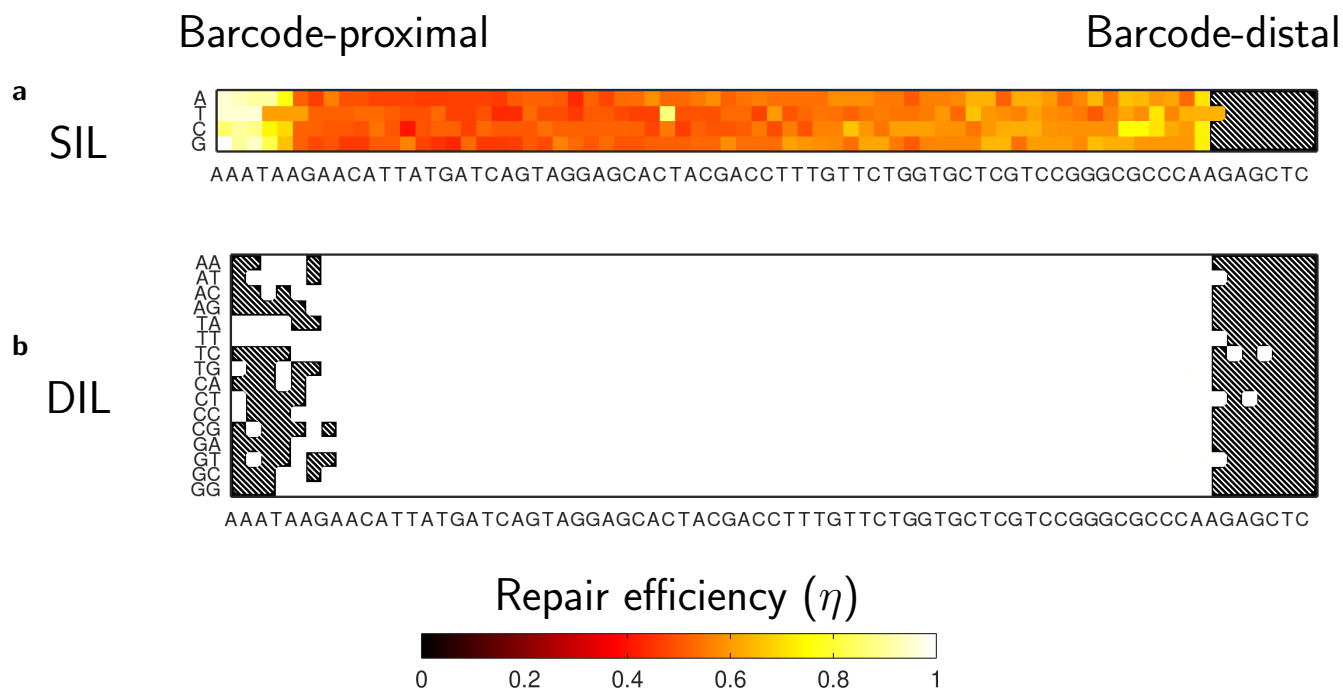 Barcode-proximal Barcode-distal
a
SIL
A
T
C
G
AAATAAGAACATTATGATCAGTAGGAGCACTACGACCTTTGTTCTGGTGCTCGTCCGGGCGCCCAAGAGCTC
b
DIL
AA
AT
AC
AG
TA
TT
TC
TG
CA
CT
CC
CG
GA
GT
GC
GG
AAATAAGAACATTATGATCAGTAGGAGCACTACGACCTTTGTTCTGGTGCTCGTCCGGGCGCCCAAGAGCTC
Repair efficiency (η)
0 0.2 0.4 0.6 0.8 1